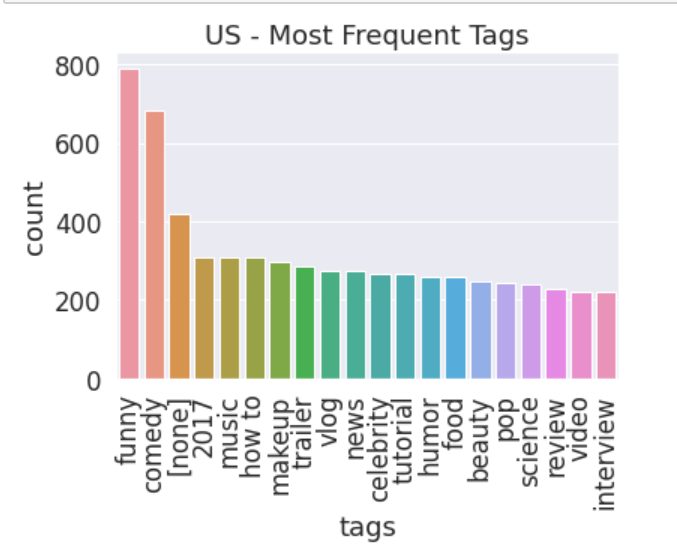 US - Most Frequent Tags
800
600
400
200
0
count
funny
comedy
[none]
2017
music
how to
makeup
trailer
vlog
news
celebrity
tutorial
humor
food
beauty
pop
science
review
video
interview
tags